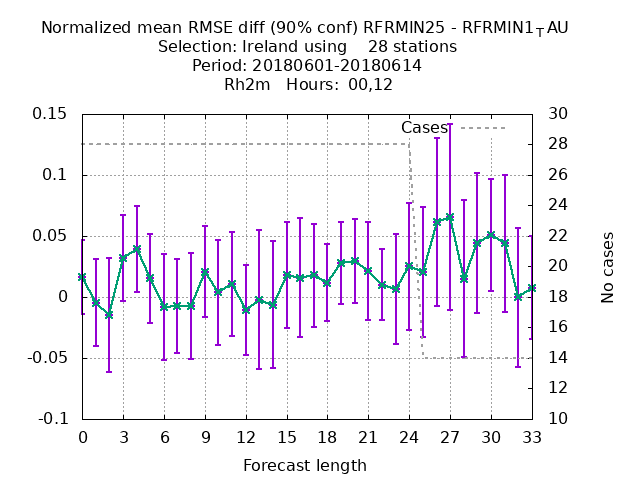 Normalized mean RMSE diff (90% conf) RFRMIN25 - RFRMIN1_TAU
Selection: Ireland using 28 stations
Period: 20180601-20180614
Rh2m Hours: 00,12
Cases
0.15
0.1
0.05
0
-0.05
-0.1
30
28
26
24
22
20
18
16
14
12
10
No cases
0 3 6 9 12 15 18 21 24 27 30 33
Forecast length